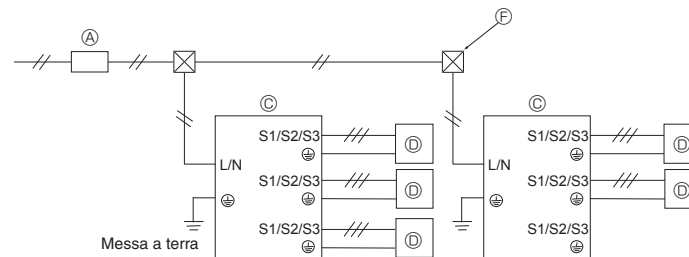 Ⓐ Ⓕ
Ⓒ Ⓒ
S1/S2/S3 Ⓓ S1/S2/S3 Ⓓ
L/N L/N
S1/S2/S3 Ⓓ S1/S2/S3 Ⓓ
S1/S2/S3 Ⓓ S1/S2/S3
Messa a terra